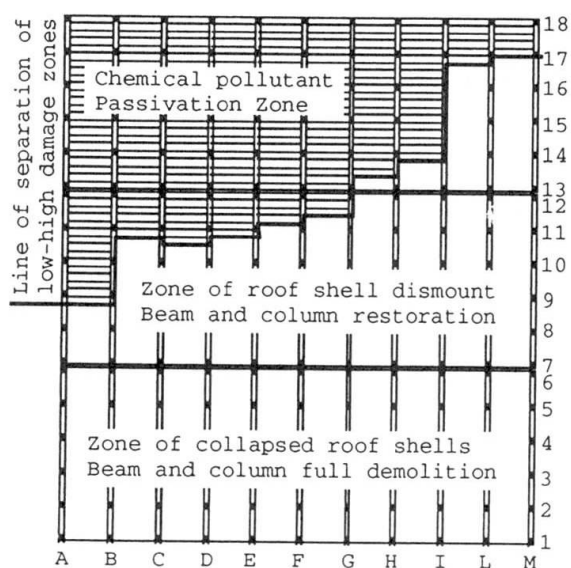 Line of separation of
low-high damage zones
Chemical pollutant
Passivation Zone
Zone of roof shell dismount
Beam and column restoration
Zone of collapsed roof shells
Beam and column full demolition
18
17
16
15
14
13
12
11
10
9
8
7
6
5
4
3
2
1
A B C D E F G H I L M